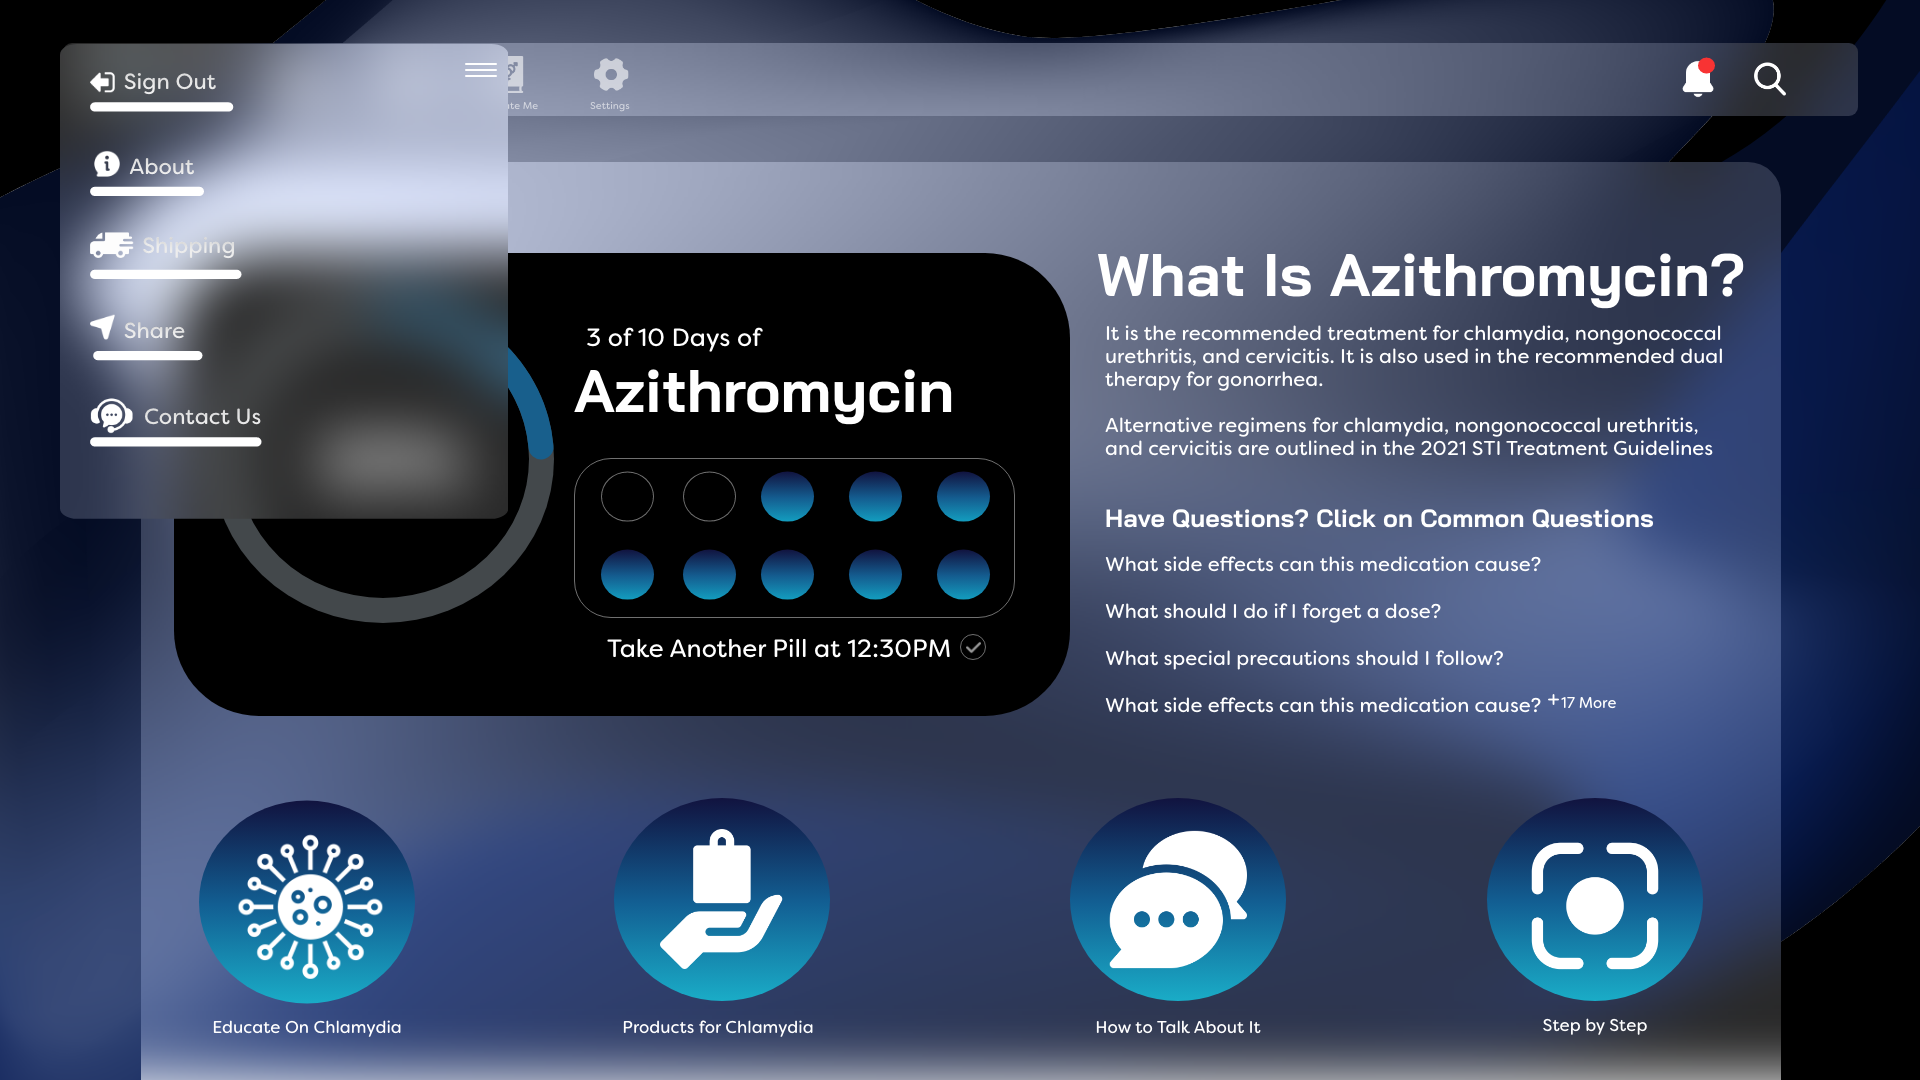 Sign Out
About
Shipping
Share
Contact Us
Me
Settings
3 of 10 Days of
Azithromycin
Take Another Pill at 12:30PM
What Is Azithromycin?
It is the recommended treatment for chlamydia, nongonococcal
urethritis, and cervicitis. It is also used in the recommended dual
therapy for gonorrhea.
Alternative regimens for chlamydia, nongonococcal urethritis,
and cervicitis are outlined in the 2021 STI Treatment Guidelines
Have Questions? Click on Common Questions
What side effects can this medication cause?
What should I do if I forget a dose?
What special precautions should I follow?
What side effects can this medication cause? +17 More
Educate On Chlamydia
Products for Chlamydia
How to Talk About It
Step by Step